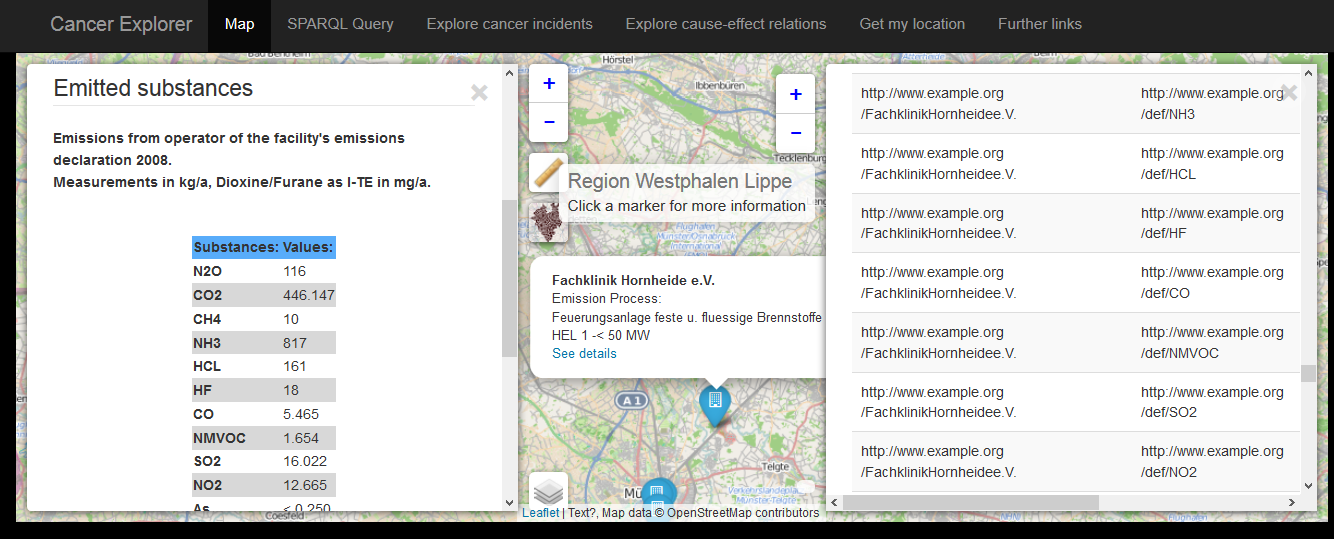 Cancer Explorer Map SPARQL Query Explore cancer incidents Explore cause-effect relations Get my location Further links
Emitted substances
×
Emissions from operator of the facility's emissions
declaration 2008.
Measurements in kg/a, Dioxine/Furane as I-TE in mg/a.
Substances: Values:
N2O 116
CO2 446.147
CH4 10
NH3 817
HCL 161
HF 18
CO 5.465
NMVOC 1.654
SO2 16.022
NO2 12.665
As < 0.250
Coesfeld
Hörstel
Ibbenbüren
+
−
+
−
Tecklenburg
Region Westphalen Lippe
Click a marker for more information
Flughafen
Münster/Osnabrück
International
Fachklinik Hornheide e.V.
Emission Process:
Feuerungsanlage feste u. fluessige Brennstoffe
HEL 1 -< 50 MW
See details
A 1
Telgte
Leaflet | Text?, Map data © OpenStreetMap contributors
×
http://www.example.org http://www.example.org
/FachklinikHornheidee.V. /def/NH3
http://www.example.org http://www.example.org
/FachklinikHornheidee.V. /def/HCL
http://www.example.org http://www.example.org
/FachklinikHornheidee.V. /def/HF
http://www.example.org http://www.example.org
/FachklinikHornheidee.V. /def/CO
http://www.example.org http://www.example.org
/FachklinikHornheidee.V. /def/NMVOC
http://www.example.org http://www.example.org
/FachklinikHornheidee.V. /def/SO2
http://www.example.org http://www.example.org
/FachklinikHornheidee.V. /def/NO2